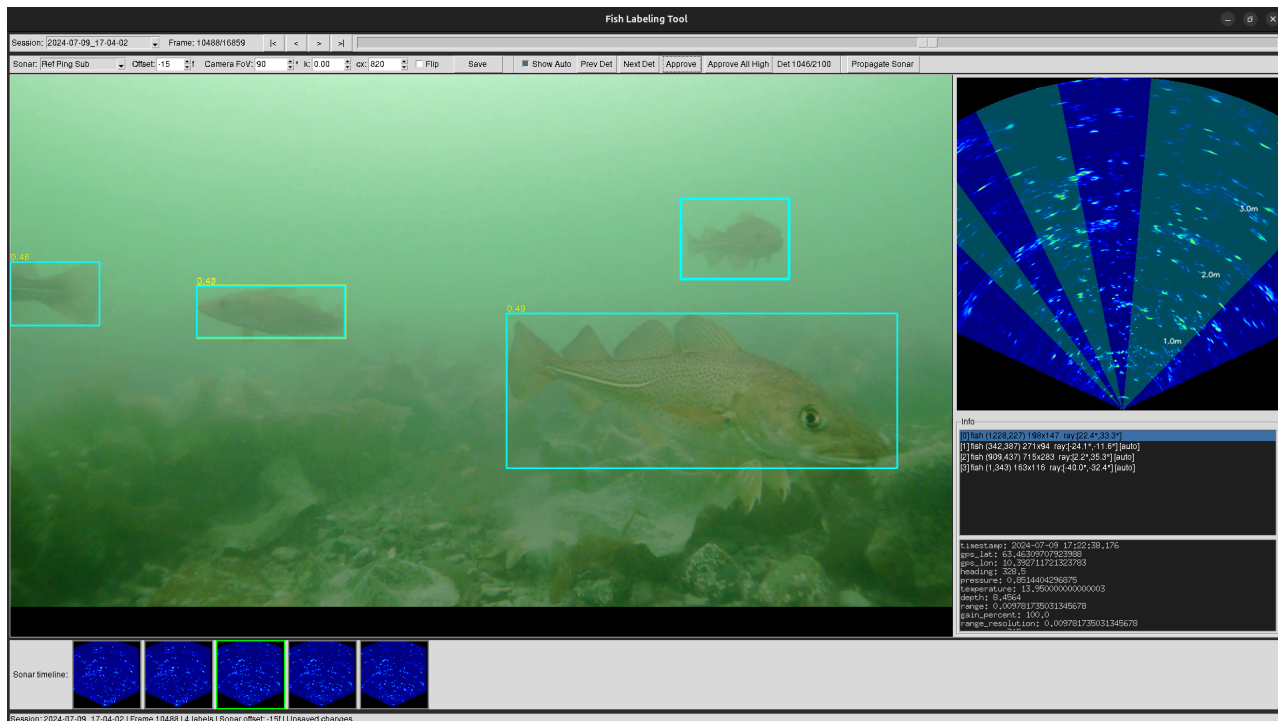 Fish Labeling Tool
Session: 2024-07-09_17-04-02 Frame: 10488/16859 |< < > >|
Sonar: Ref Ping Sub Offset: -15 f Camera FoV: 90 ° k: 0.00 cx: 820 Flip Save Show Auto Prev Det Next Det Approve Approve All High Det 1046/2100 Propagate Sonar
0.46
0.49
3.0m
2.0m
1.0m
Info
[0]fish (1228,227) 198x147 ray:[22.4°,33.3°]
[1]fish (342,387) 271x94 ray:[-24.1°,-11.6°] [auto]
[2]fish (909,437) 715x283 ray:[2.2°,35.3°] [auto]
[3]fish (1,343) 163x116 ray:[-40.0°,-32.4°] [auto]
timestamp: 2024-07-09 17:22:38,176
gps_lat: 63.46309707923988
gps_lon: 10.392711721323783
heading: 328.5
pressure: 0.8514404296875
temperature: 13.950000000000003
depth: 8.4564
range: 0.009781735031345678
gain_percent: 100.0
range_resolution: 0.009781735031345678
Sonar timeline:
Session: 2024-07-09_17-04-02 | Frame 10488 | 4 labels | Sonar offset: -15f | Unsaved changes